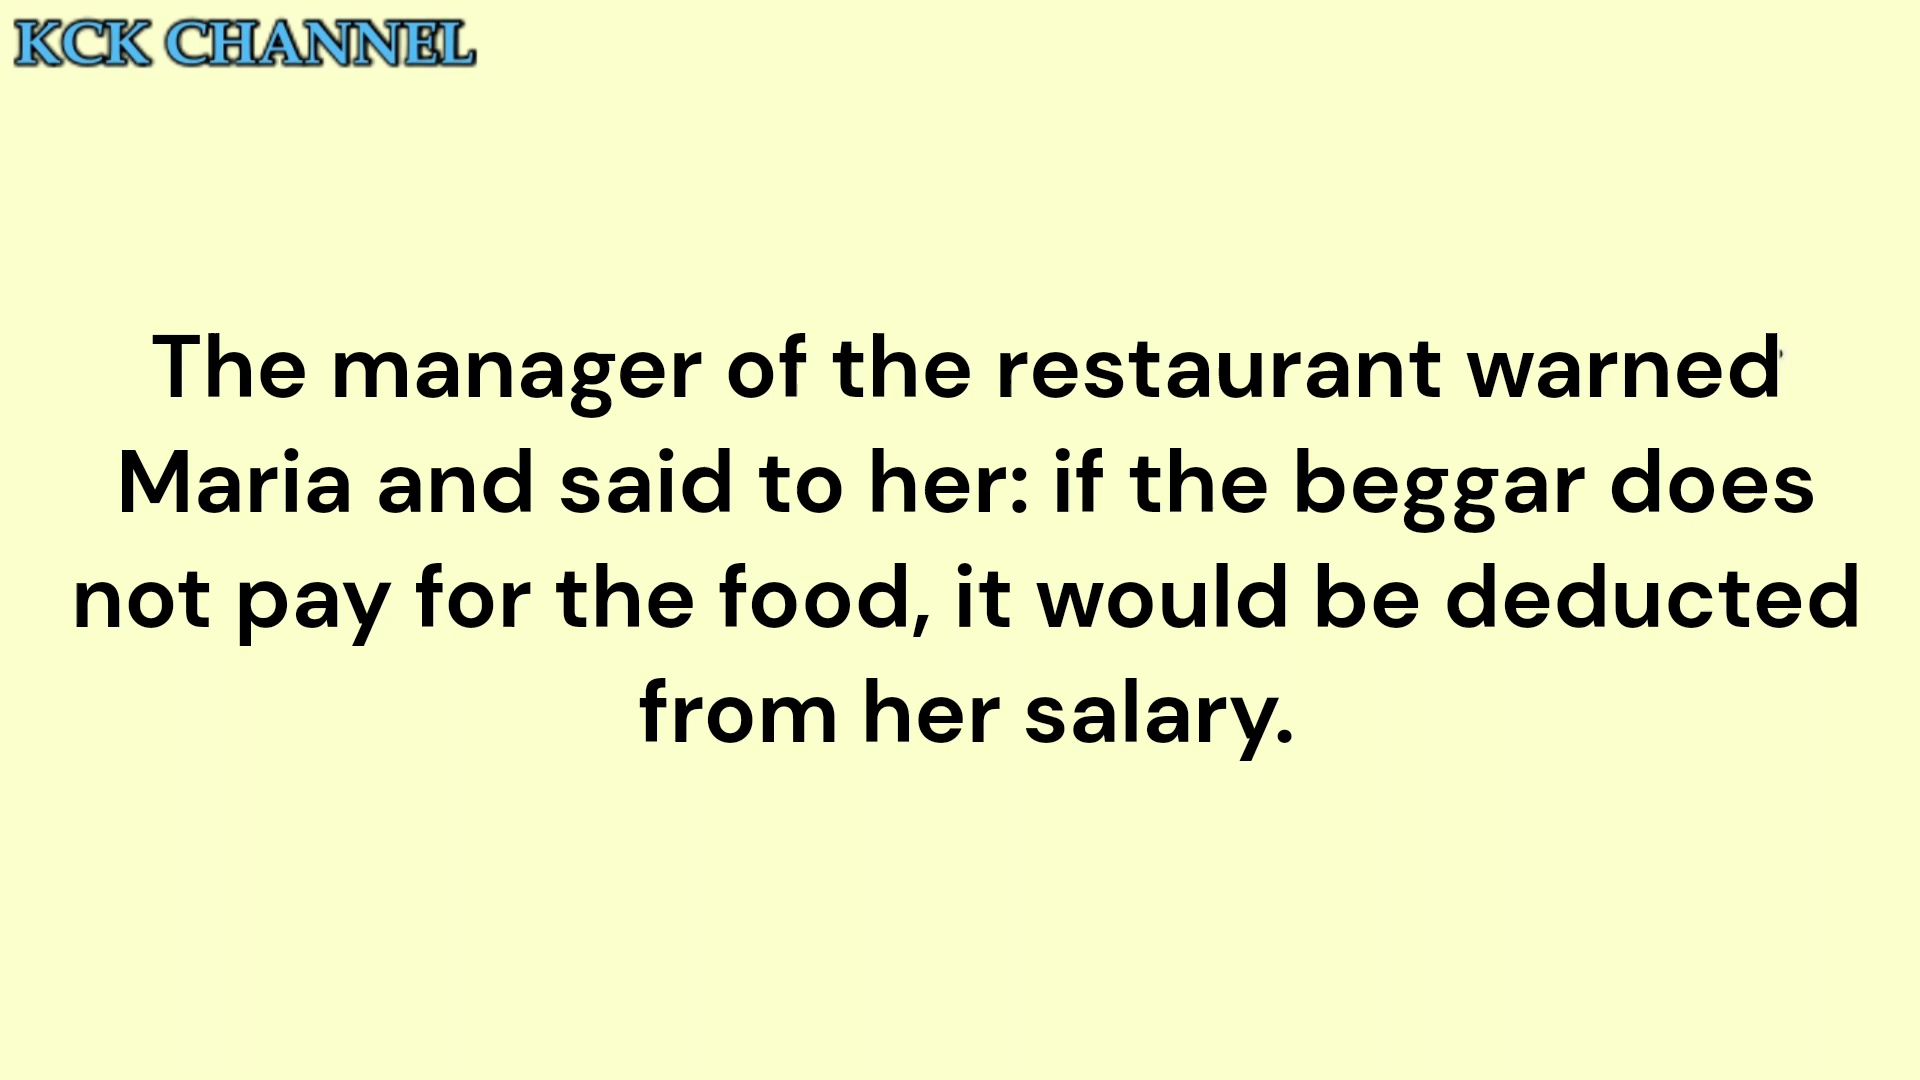 KCK CHANNEL
The manager of the restaurant warned
Maria and said to her: if the beggar does
not pay for the food, it would be deducted
from her salary.